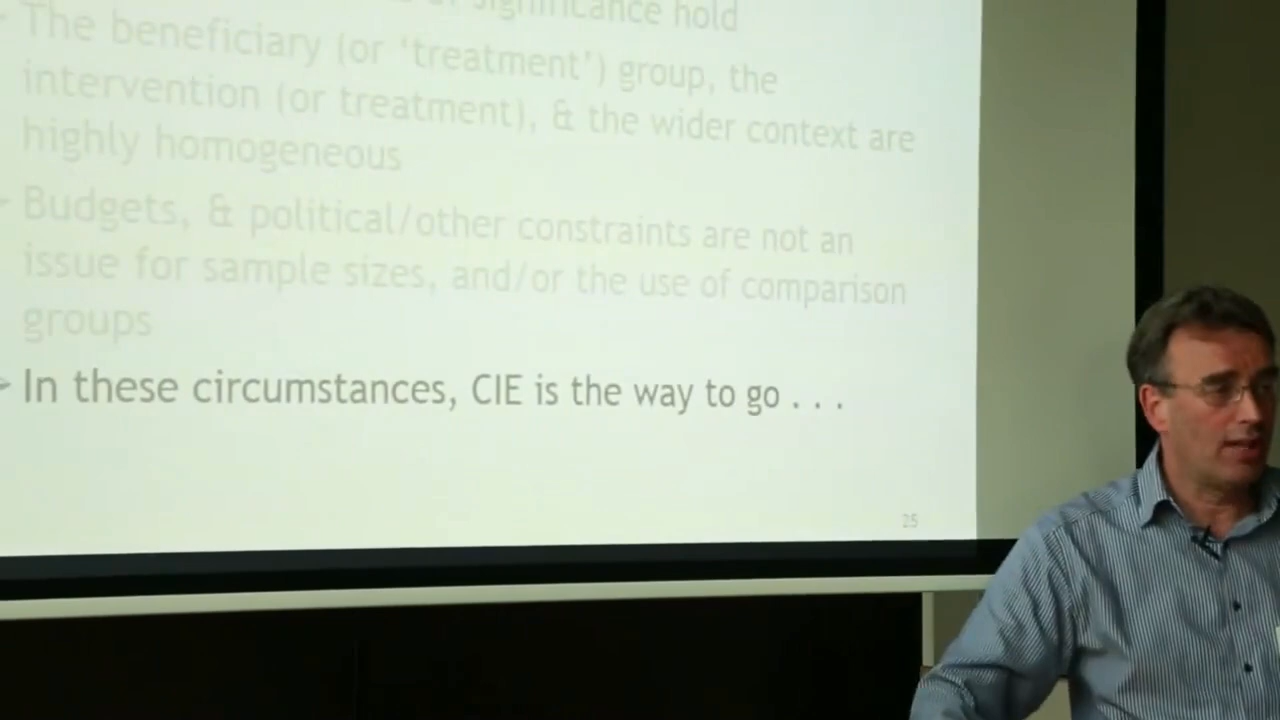 significance hold
The beneficiary (or ‘treatment’) group, the
intervention (or treatment), & the wider context are
highly homogeneous
Budgets, & political/other constraints are not an
issue for sample sizes, and/or the use of comparison
groups
➢ In these circumstances, CIE is the way to go . . .
25